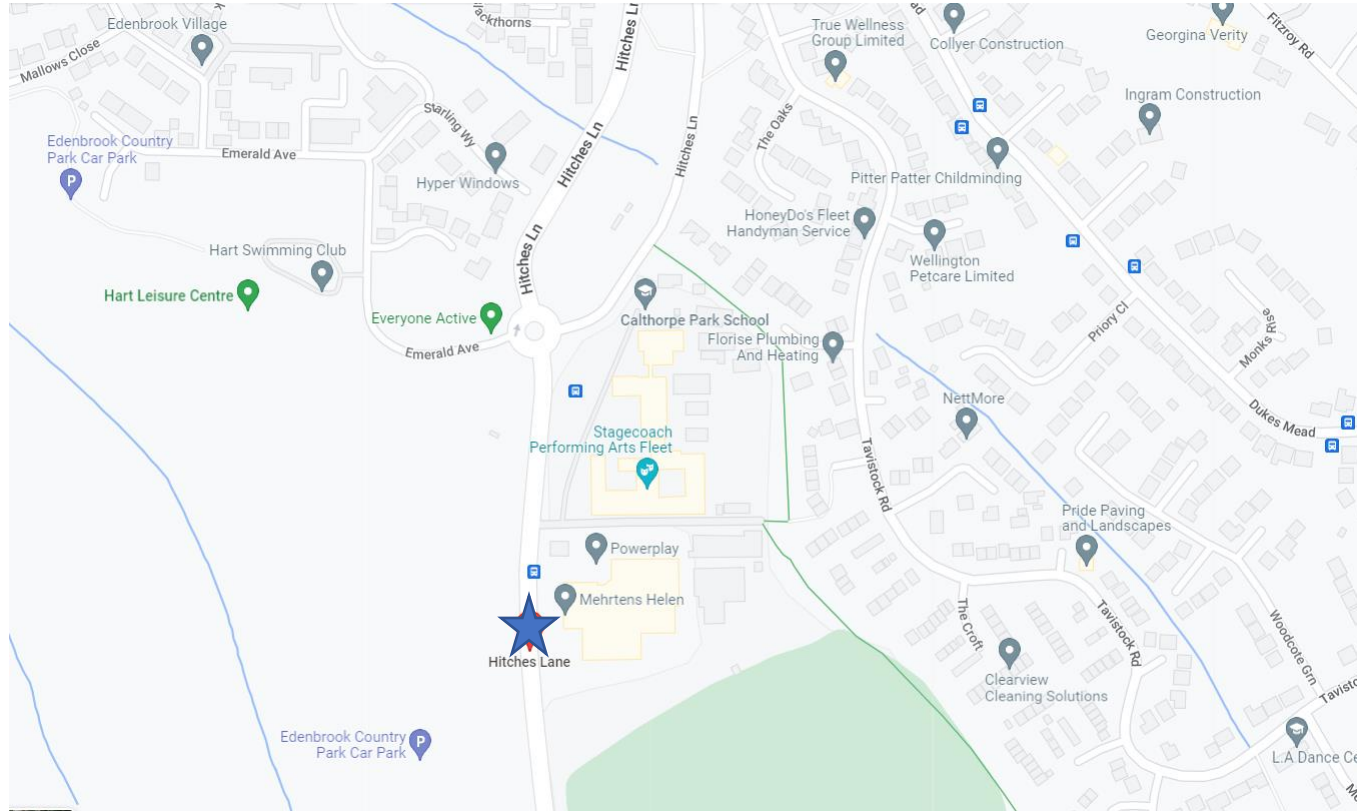 Edenbrook Village
Mallows Close
Hitches Ln
True Wellness
Group Limited
Collyer Construction
Georgina Verity
Fitzroy Rd
Ingram Construction
Starling Wy
The Oaks
Hitches Ln
Hitches Ln
Edenbrook Country
Park Car Park
P
Emerald Ave
Hyper Windows
Pitter Patter Childminding
HoneyDo's Fleet
Handyman Service
Hart Swimming Club
Hitches Ln
Wellington
Petcare Limited
Hart Leisure Centre
Everyone Active
Emerald Ave
Calthorpe Park School
Florise Plumbing
And Heating
Priory Cl
Monks Rise
NettMore
Dukes Mead
Stagecoach
Performing Arts Fleet
Tavistock Rd
Pride Paving
and Landscapes
Powerplay
Mehrtens Helen
Hitches Lane
The Croft
Tavistock Rd
Woodcote Grn
Clearview
Cleaning Solutions
Edenbrook Country
Park Car Park
P
L.A Dance